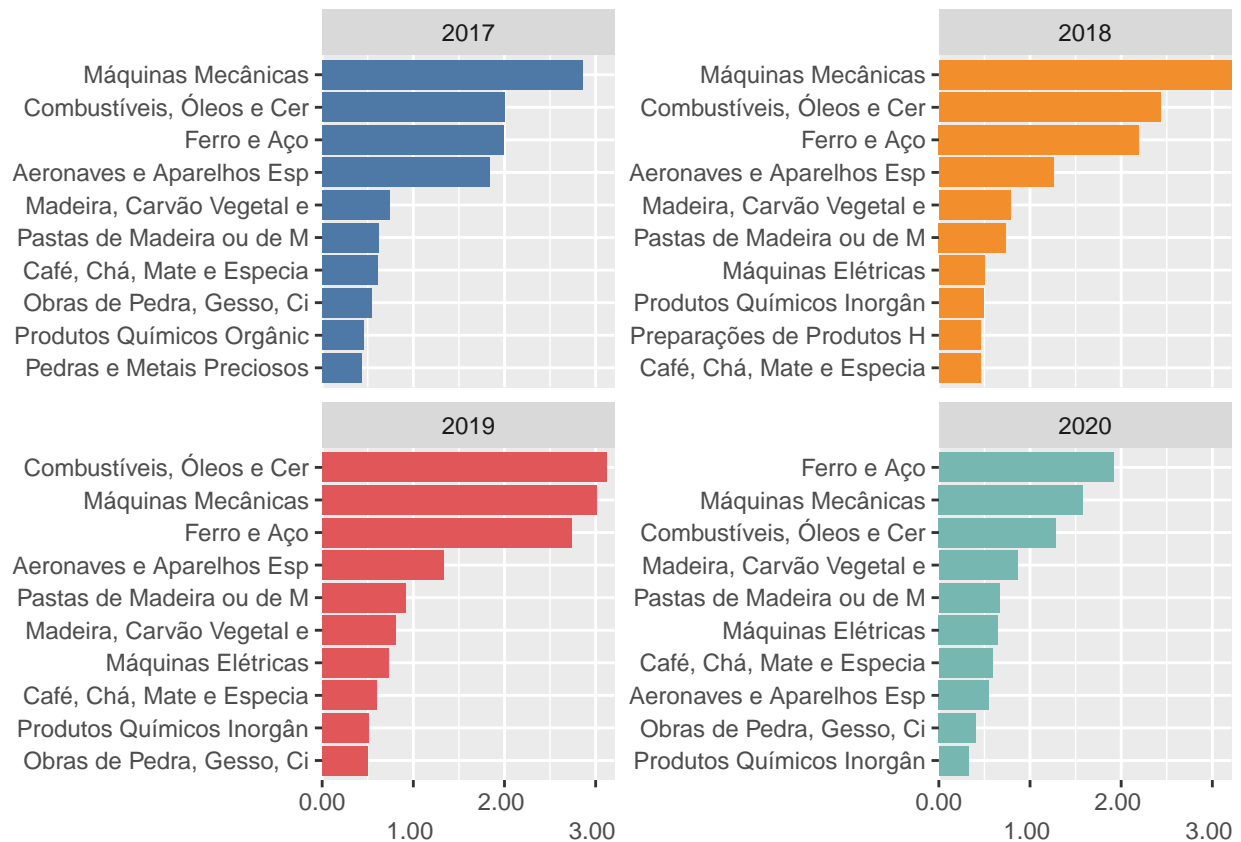 2017
Máquinas Mecânicas
Combustíveis, Óleos e Cer
Ferro e Aço
Aeronaves e Aparelhos Esp
Madeira, Carvão Vegetal e
Pastas de Madeira ou de M
Café, Chá, Mate e Especia
Obras de Pedra, Gesso, Ci
Produtos Químicos Orgânic
Pedras e Metais Preciosos
2018
Máquinas Mecânicas
Combustíveis, Óleos e Cer
Ferro e Aço
Aeronaves e Aparelhos Esp
Madeira, Carvão Vegetal e
Pastas de Madeira ou de M
Máquinas Elétricas
Produtos Químicos Inorgân
Preparações de Produtos H
Café, Chá, Mate e Especia
2019
Combustíveis, Óleos e Cer
Máquinas Mecânicas
Ferro e Aço
Aeronaves e Aparelhos Esp
Pastas de Madeira ou de M
Madeira, Carvão Vegetal e
Máquinas Elétricas
Café, Chá, Mate e Especia
Produtos Químicos Inorgân
Obras de Pedra, Gesso, Ci
0.00 2.00
1.00 3.00
2020
Ferro e Aço
Máquinas Mecânicas
Combustíveis, Óleos e Cer
Madeira, Carvão Vegetal e
Pastas de Madeira ou de M
Máquinas Elétricas
Café, Chá, Mate e Especia
Aeronaves e Aparelhos Esp
Obras de Pedra, Gesso, Ci
Produtos Químicos Inorgân
0.00 2.00
1.00 3.00